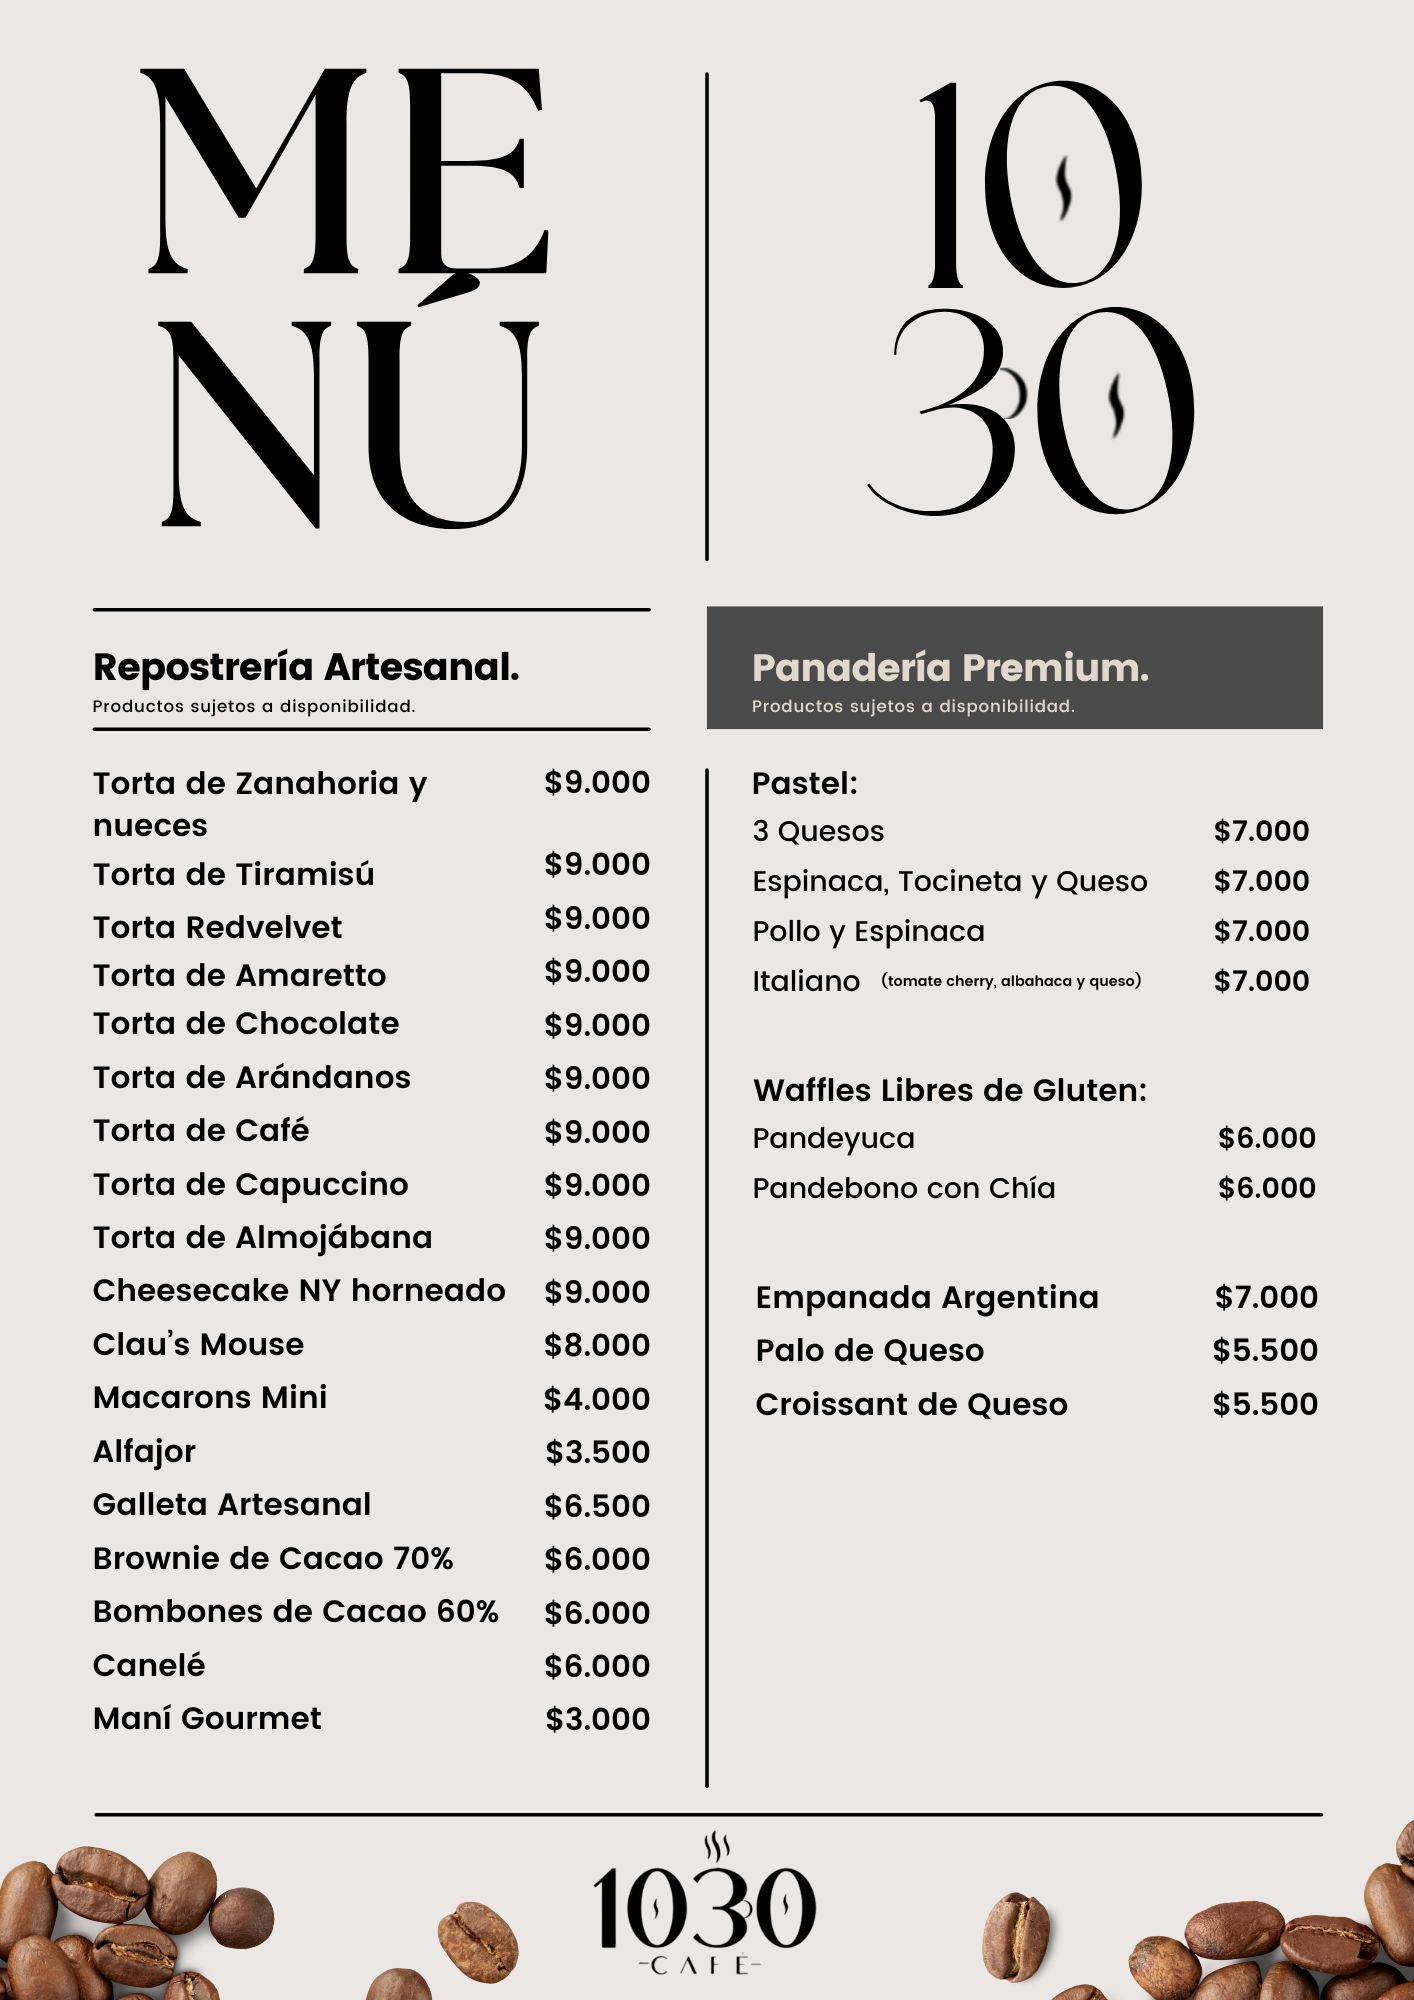 ME
NÚ
10
30
Repostrería Artesanal.
Productos sujetos a disponibilidad.
Torta de Zanahoria y $9.000
nueces
Torta de Tiramisú $9.000
Torta Redvelvet $9.000
Torta de Amaretto $9.000
Torta de Chocolate $9.000
Torta de Arándanos $9.000
Torta de Café $9.000
Torta de Capuccino $9.000
Torta de Almojábana $9.000
Cheesecake NY horneado $9.000
Clau’s Mouse $8.000
Macarons Mini $4.000
Alfajor $3.500
Galleta Artesanal $6.500
Brownie de Cacao 70% $6.000
Bombones de Cacao 60% $6.000
Canelé $6.000
Maní Gourmet $3.000
Panadería Premium.
Productos sujetos a disponibilidad.
Pastel:
3 Quesos $7.000
Espinaca, Tocineta y Queso $7.000
Pollo y Espinaca $7.000
Italiano (tomate cherry, albahaca y queso) $7.000
Waffles Libres de Gluten:
Pandeyuca $6.000
Pandebono con Chía $6.000
Empanada Argentina $7.000
Palo de Queso $5.500
Croissant de Queso $5.500
1030
-CAFÉ-